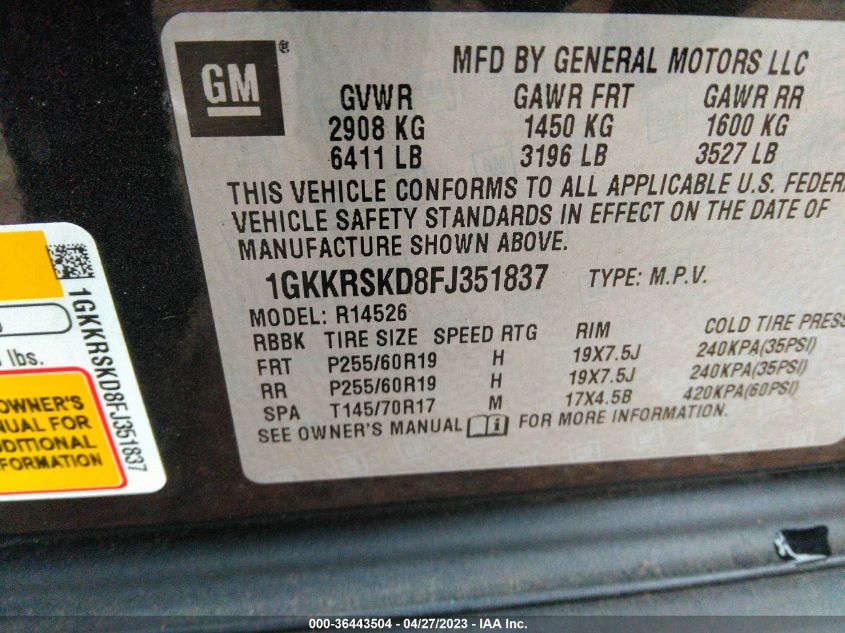 GM ®
MFD BY GENERAL MOTORS LLC
GVWR GAWR FRT GAWR RR
2908 KG 1450 KG 1600 KG
6411 LB 3196 LB 3527 LB
THIS VEHICLE CONFORMS TO ALL APPLICABLE U.S. FEDERA
VEHICLE SAFETY STANDARDS IN EFFECT ON THE DATE OF
MANUFACTURE SHOWN ABOVE.
1GKKRSKD8FJ351837 TYPE: M.P.V.
MODEL: R14526
RBBK TIRE SIZE SPEED RTG RIM COLD TIRE PRESS
FRT P255/60R19 H 19X7.5J 240KPA(35PSI)
RR P255/60R19 H 19X7.5J 240KPA(35PSI)
SPA T145/70R17 M 17X4.5B 420KPA(60PSI)
SEE OWNER'S MANUAL FOR MORE INFORMATION.
1GKKRSKD8FJ351837
lbs.
OWNER'S
FOR
000-36443504 / 04/27/2023 - IAA Inc.